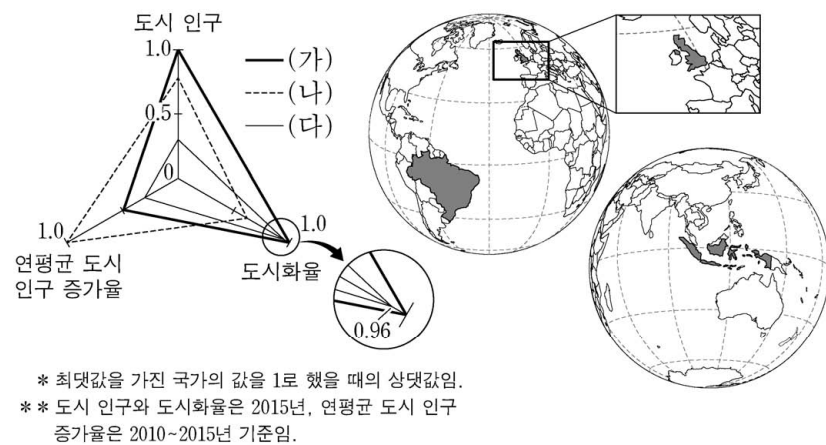 도시 인구
1.0
0.5
0
1.0
연평균 도시
인구 증가율
1.0
도시화율
0.96
(가)
(나)
(다)
* 최댓값을 가진 국가의 값을 1로 했을 때의 상댓값임.
** 도시 인구와 도시화율은 2015년, 연평균 도시 인구
증가율은 2010~2015년 기준임.